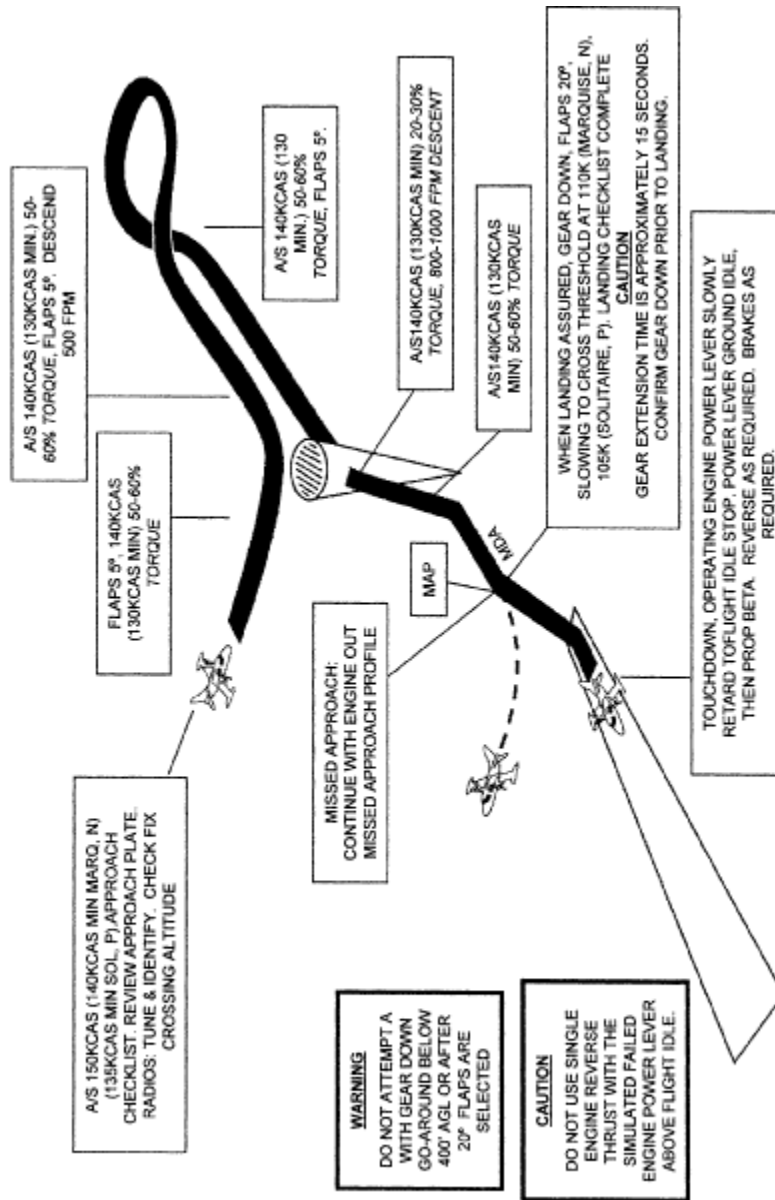 A/S 150KCAS (140KCAS MIN MARQ, N)
(135KCAS MIN SOL, P).APPROACH
CHECKLIST. REVIEW APPROACH PLATE.
RADIOS: TUNE & IDENTIFY. CHECK FIX
CROSSING ALTITUDE
FLAPS 5º, 140KCAS
(130KCAS MIN) 50-60%
TORQUE
A/S 140KCAS (130KCAS MIN.) 50-
60% TORQUE, FLAPS 5º. DESCEND
500 FPM
A/S 140KCAS (130
MIN.) 50-60%
TORQUE, FLAPS 5º.
A/S140KCAS (130KCAS MIN) 20-30%
TORQUE, 800-1000 FPM DESCENT
A/S140KCAS (130KCAS
MIN) 50-60% TORQUE
MDA
MAP
MISSED APPROACH:
CONTINUE WITH ENGINE OUT
MISSED APPROACH PROFILE
WHEN LANDING ASSURED, GEAR DOWN, FLAPS 20º,
SLOWING TO CROSS THRESHOLD AT 110K (MARQUISE, N),
105K (SOLITAIRE, P). LANDING CHECKLIST COMPLETE
CAUTION
GEAR EXTENSION TIME IS APPROXIMATELY 15 SECONDS.
CONFIRM GEAR DOWN PRIOR TO LANDING.
WARNING
DO NOT ATTEMPT A
WITH GEAR DOWN
GO-AROUND BELOW
400' AGL OR AFTER
20º FLAPS ARE
SELECTED
CAUTION
DO NOT USE SINGLE
ENGINE REVERSE
THRUST WITH THE
SIMULATED FAILED
ENGINE POWER LEVER
ABOVE FLIGHT IDLE.
TOUCHDOWN, OPERATING ENGINE POWER LEVER SLOWLY
RETARD TOFLIGHT IDLE STOP, POWER LEVER GROUND IDLE,
THEN PROP BETA. REVERSE AS REQUIRED. BRAKES AS
REQUIRED.